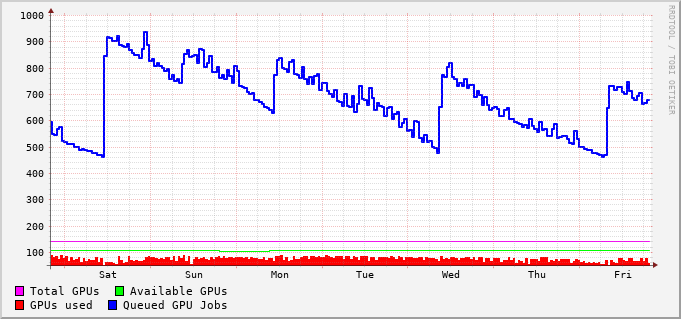 1000
900
800
700
600
500
400
300
200
100
Sat Sun Mon Tue Wed Thu Fri
Total GPUs Available GPUs
GPUs used Queued GPU Jobs
RRDTOOL / TOBI OETIKER